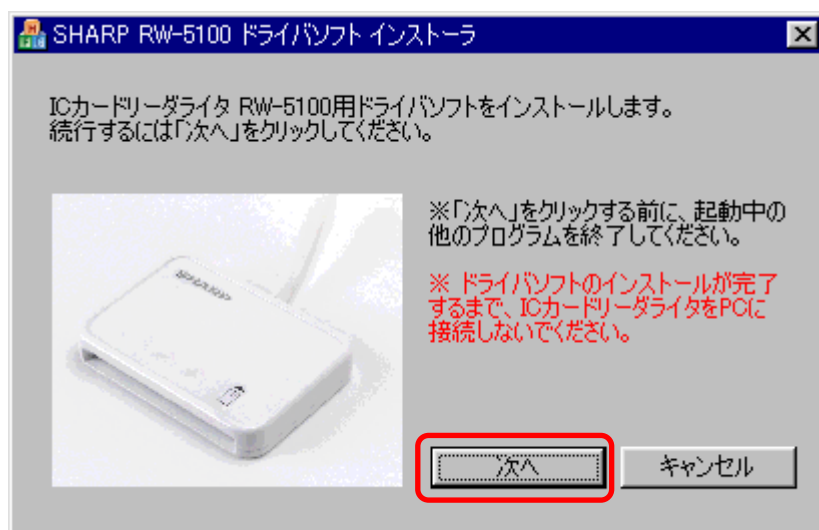 SHARP RW-5100 ドライバソフト インストーラ
ICカードリーダライタ RW-5100用ドライバソフトをインストールします。
続行するには「次へ」をクリックしてください。
SHARP
※「次へ」をクリックする前に、起動中の
他のプログラムを終了してください。
※ ドライバソフトのインストールが完了
するまで、ICカードリーダライタをPCに
接続しないでください。
次へ
キャンセル